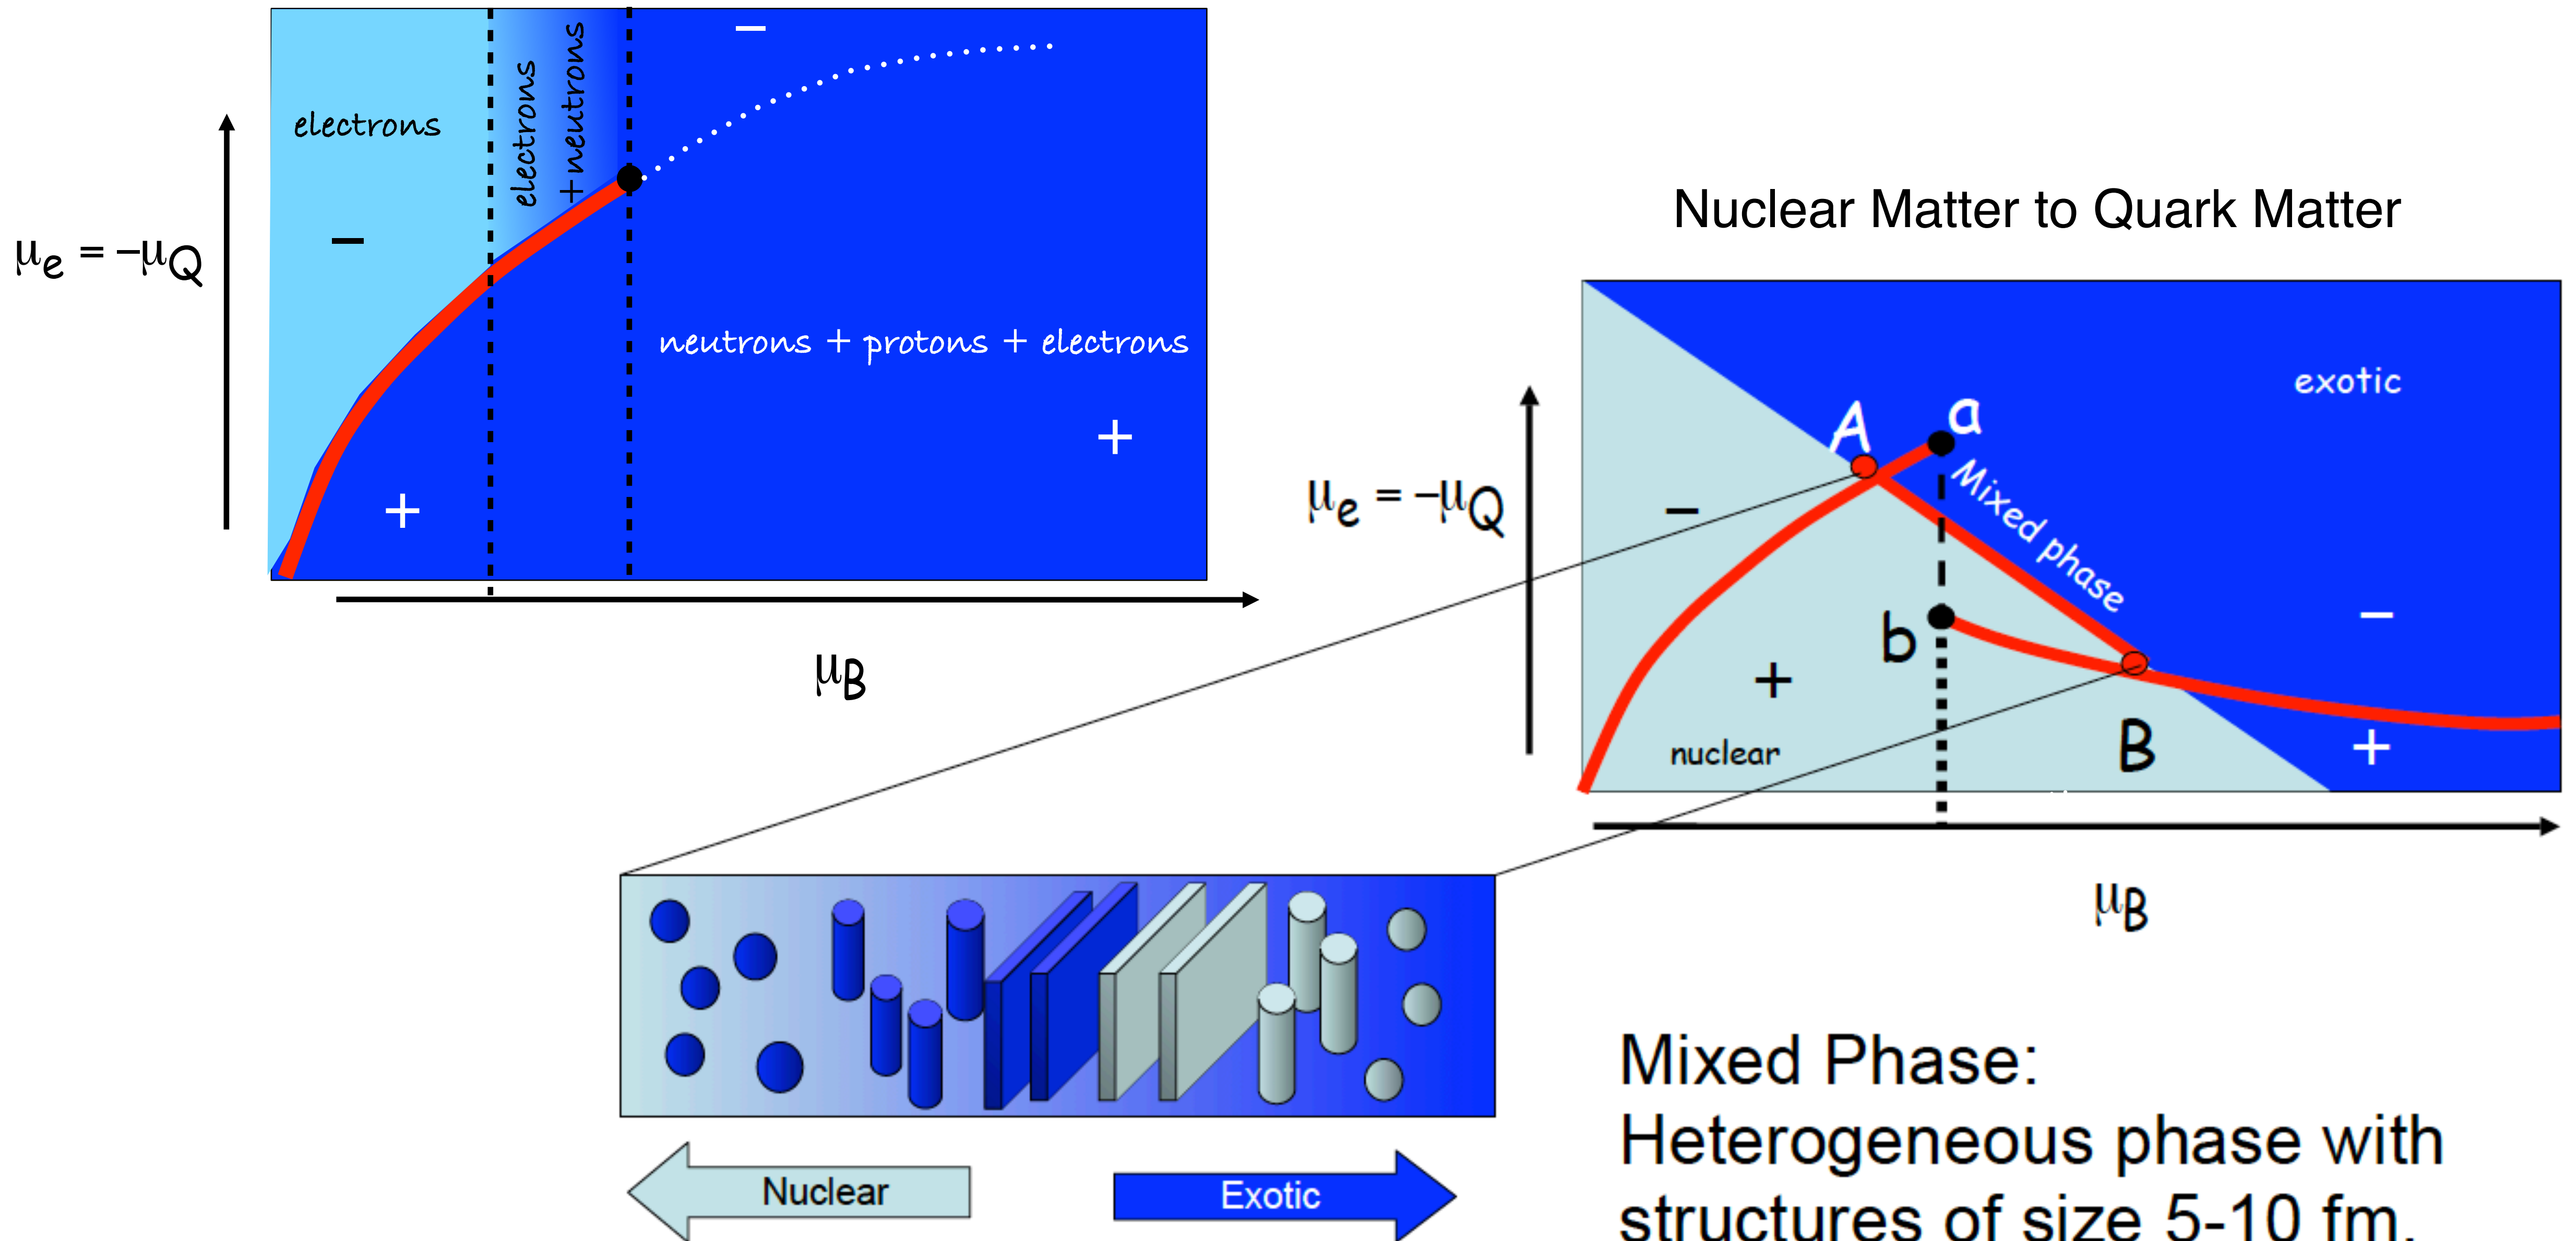 electrons
electrons
+neutrons
−
−
μe = −μQ
neutrons + protons + electrons
+
+
μB
Nuclear Matter to Quark Matter
exotic
A
a
Mixed phase
μe = −μQ
−
b
−
+
nuclear
B
+
μB
Nuclear
Exotic
Mixed Phase:
Heterogeneous phase with
structures of size 5-10 fm.